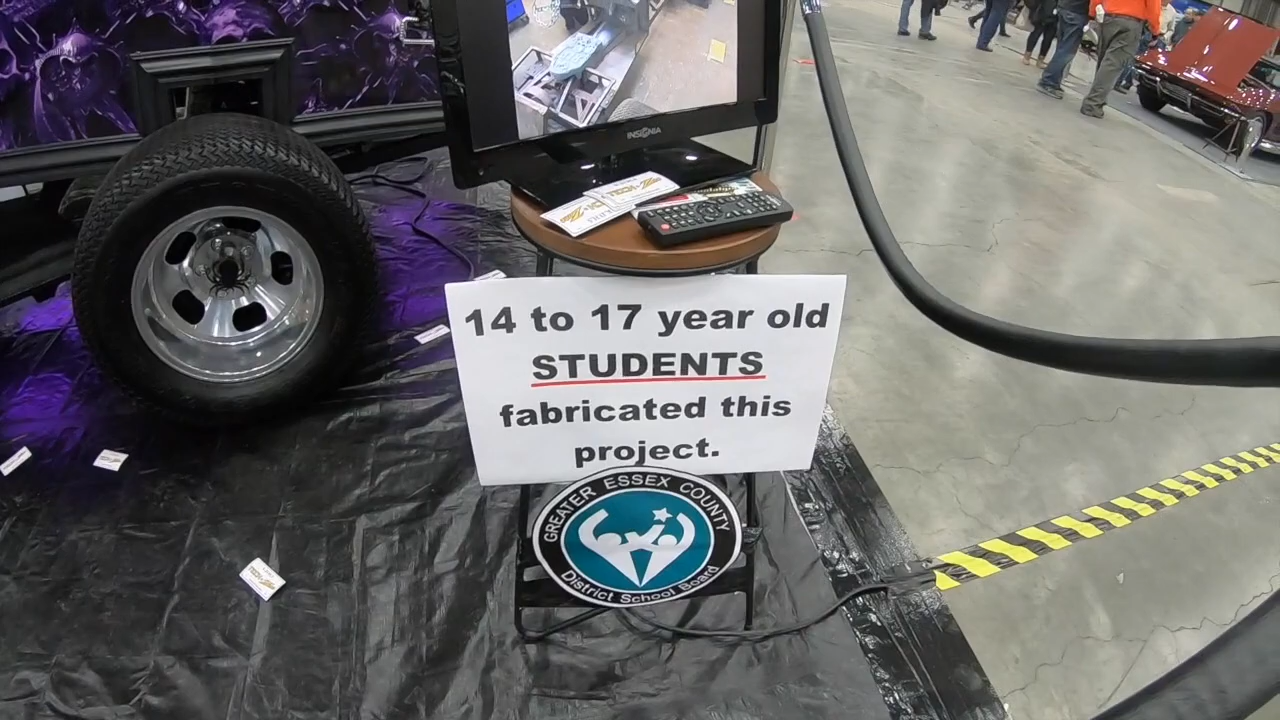 INSIGNIA
14 to 17 year old
STUDENTS
fabricated this
project.
GREATER ESSEX COUNTY
District School Board